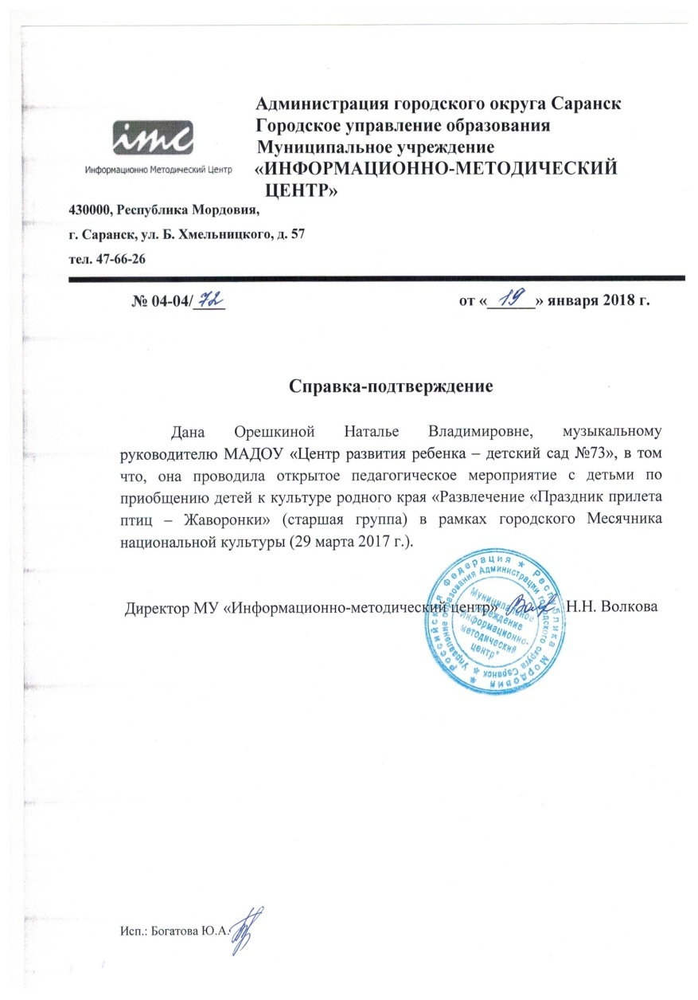 Администрация городского округа Саранск
Городское управление образования
Муниципальное учреждение
«ИНФОРМАЦИОННО-МЕТОДИЧЕСКИЙ
ЦЕНТР»
imc
Информационно Методический Центр
430000, Республика Мордовия,
г. Саранск, ул. Б. Хмельницкого, д. 57
тел. 47-66-26
№ 04-04/ 72
от « 19 » января 2018 г.
Справка-подтверждение
Дана Орешкиной Наталье Владимировне, музыкальному
руководителю МАДОУ «Центр развития ребенка – детский сад №73», в том
что, она проводила открытое педагогическое мероприятие с детьми по
приобщению детей к культуре родного края «Развлечение «Праздник прилета
птиц – Жаворонки» (старшая группа) в рамках городского Месячника
национальной культуры (29 марта 2017 г.).
Директор МУ «Информационно-методический центр» Н.Н. Волкова
Российская Федерация * Республика Мордовия *
Управление образования Администрации городского округа Саранск *
Муниципальное
учреждение
"Информационно-
методический
центр"
Исп.: Богатова Ю.А.